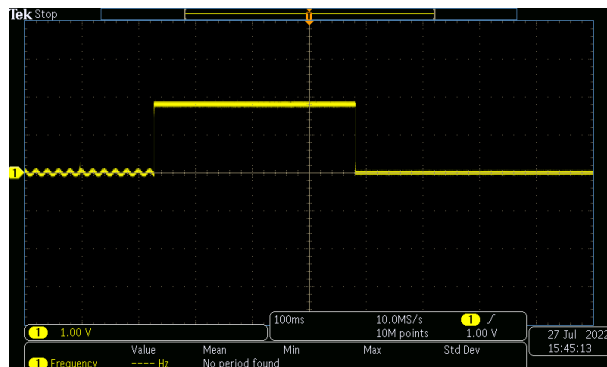 Tek Stop
T
1
1 1.00 V
100ms 10.0MS/s 1 /
10M points 1.00 V
27 Jul 2022
15:45:13
Value Mean Min Max Std Dev
1 Frequency ---- Hz No period found